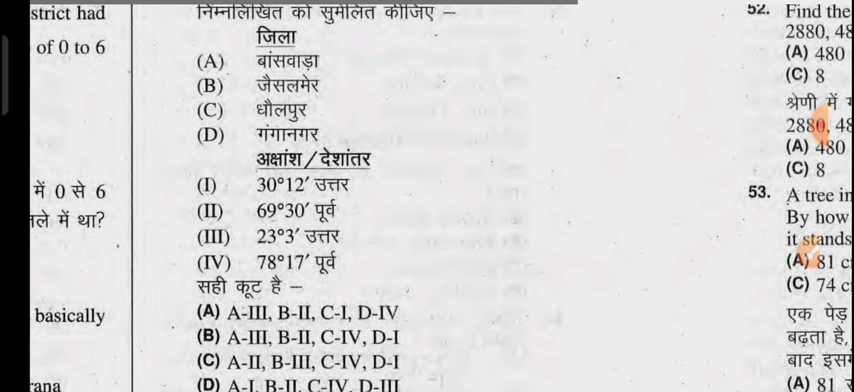 strict had
of 0 to 6
में 0 से 6
में था?
basically
rana
निम्नलिखित को सुमेलित कीजिए –
जिला
(A) बांसवाड़ा
(B) जैसलमेर
(C) धौलपुर
(D) गंगानगर
अक्षांश/देशांतर
(I) 30°12′ उत्तर
(II) 69°30′ पूर्व
(III) 23°3′ उत्तर
(IV) 78°17′ पूर्व
सही कूट है –
(A) A-III, B-II, C-I, D-IV
(B) A-III, B-II, C-IV, D-I
(C) A-II, B-III, C-IV, D-I
(D) A-I, B-II, C-IV, D-III
52. Find the
2880, 48
(A) 480
(C) 8
श्रेणी में
2880, 48
(A) 480
(C) 8
53. A tree in
By how
it stands
(A) 81 c
(C) 74 c
एक पेड़
बढ़ता है,
बाद इसम
(A) 81